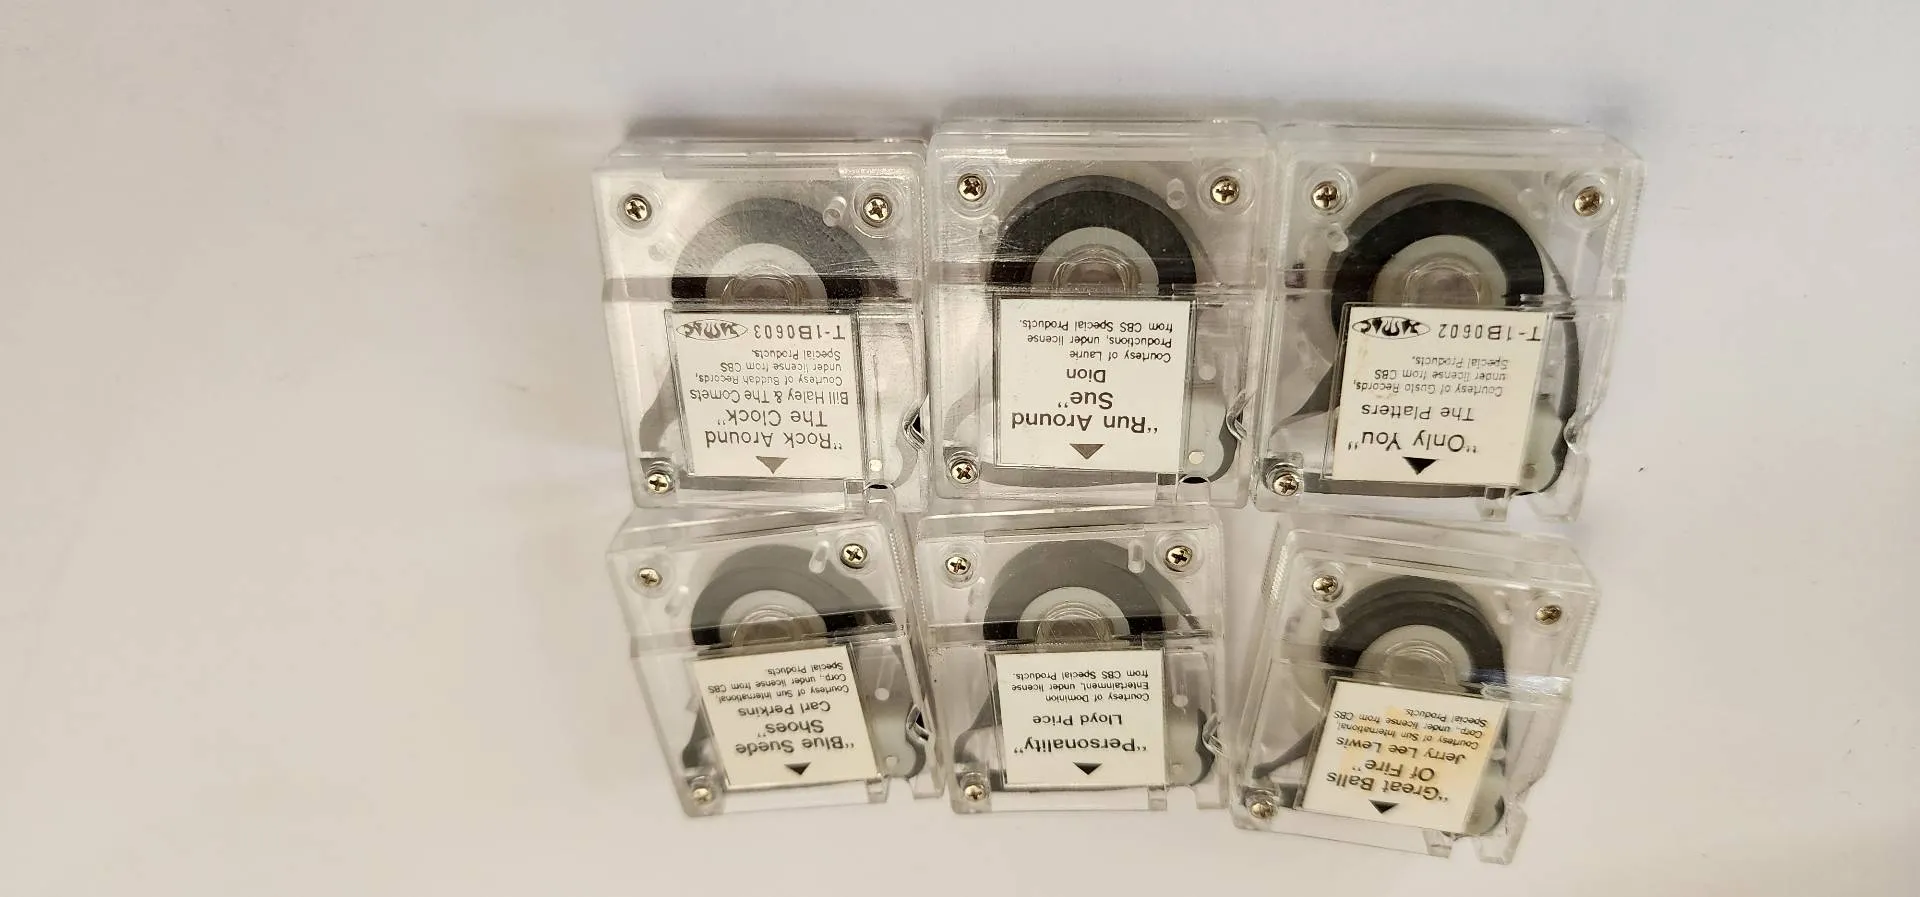 "Great Balls
Of Fire"
Jerry Lee Lewis
Courtesy of Sun International,
Corp., under license from CBS
Special Products.
"Personality"
Lloyd Price
Courtesy of Dominion
Entertainment, under license
from CBS Special Products.
"Blue Suede
Shoes"
Carl Perkins
Courtesy of Sun International,
Corp., under license from CBS
Special Products.
"Only You"
The Platters
Courtesy of Gusto Records,
under license from CBS
Special Products.
T-1B0602
"Run Around
Sue"
Dion
Courtesy of Laurie
Productions, under license
from CBS Special Products.
"Rock Around
The Clock"
Bill Haley & The Comets
Courtesy of Buddah Records,
under license from CBS
Special Products.
T-1B0603